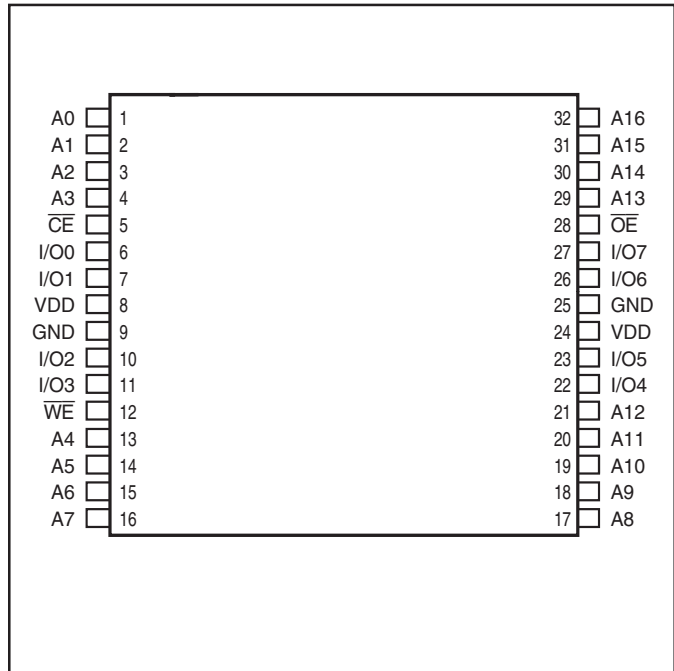 A0 1 32 A16
A1 2 31 A15
A2 3 30 A14
A3 4 29 A13
C̅E̅ 5 28 O̅E̅
I/O0 6 27 I/O7
I/O1 7 26 I/O6
VDD 8 25 GND
GND 9 24 VDD
I/O2 10 23 I/O5
I/O3 11 22 I/O4
W̅E̅ 12 21 A12
A4 13 20 A11
A5 14 19 A10
A6 15 18 A9
A7 16 17 A8